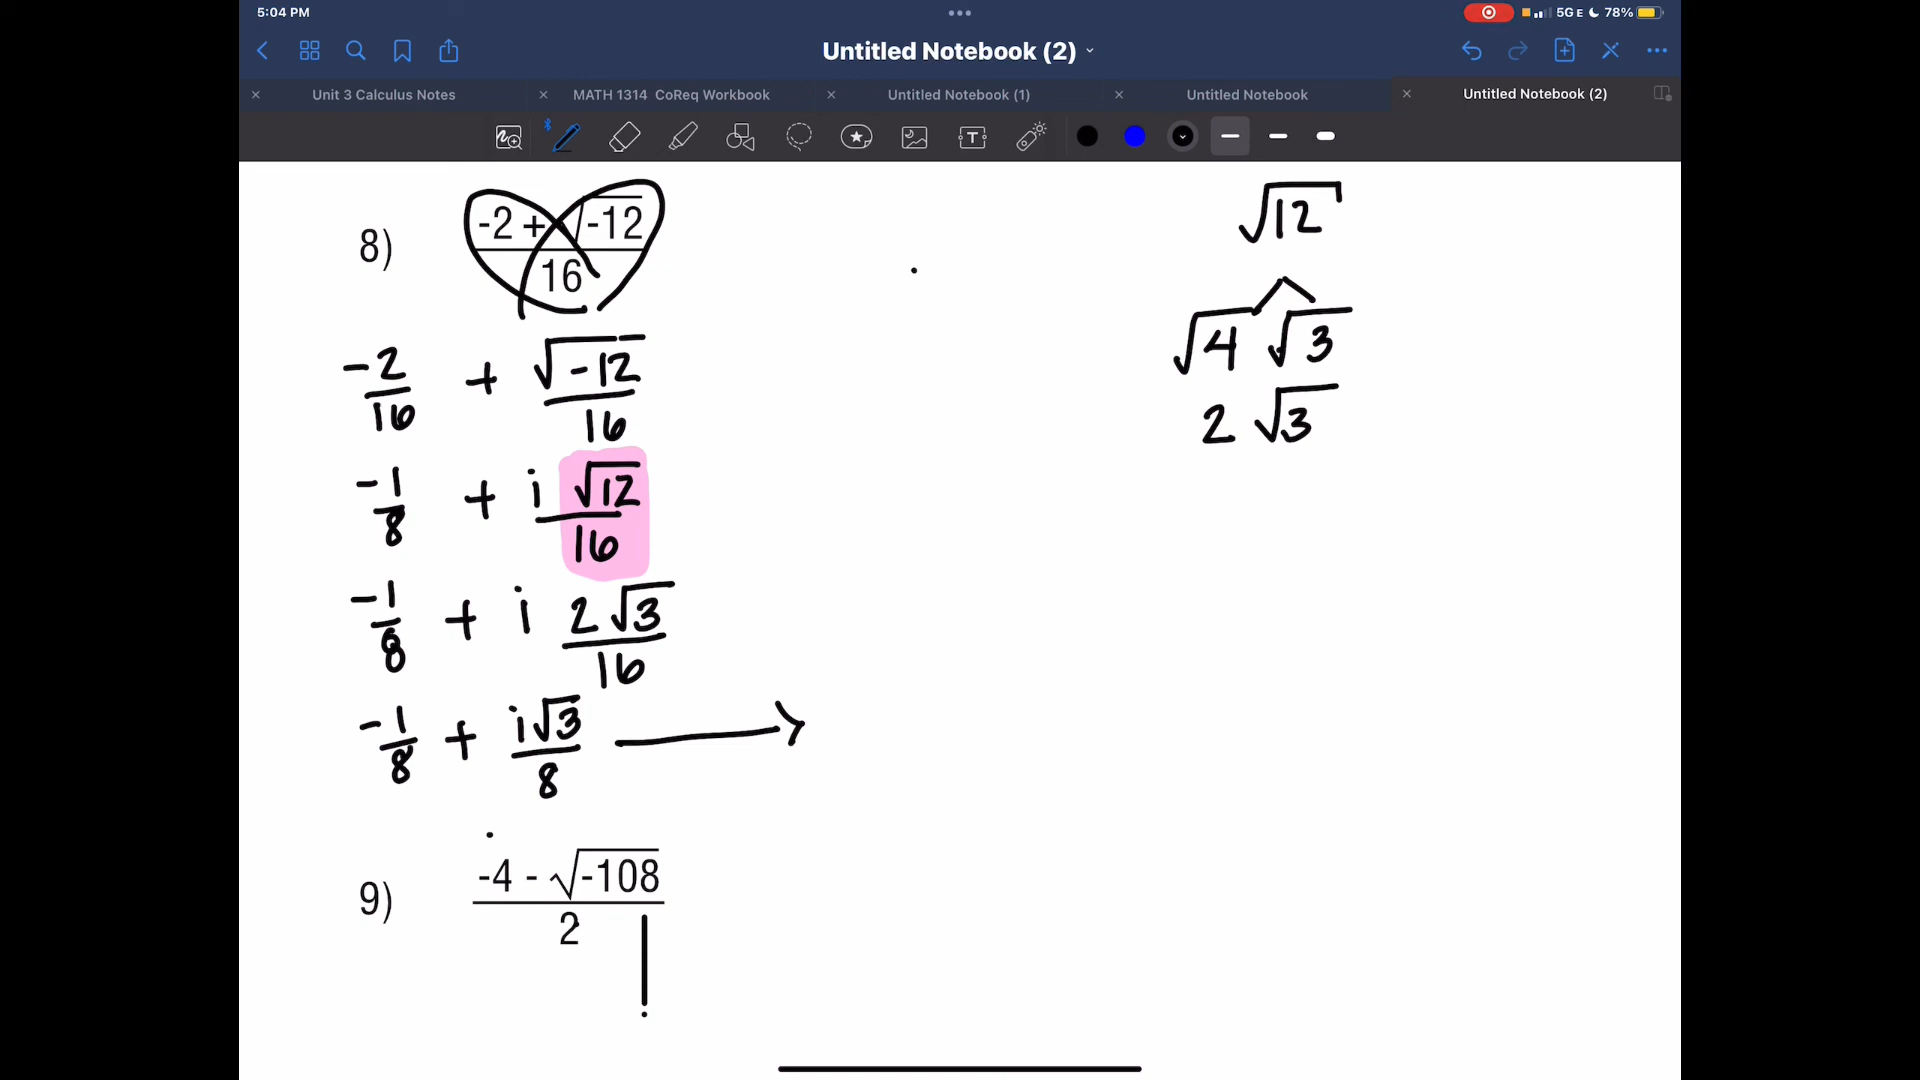 5:04 PM
5G E 78%
Untitled Notebook (2)
Unit 3 Calculus Notes
MATH 1314 CoReq Workbook
Untitled Notebook (1)
Untitled Notebook
Untitled Notebook (2)
T
8) -2 + √-12
16
-2/16 + √-12/16
-1/8 + i √12/16
-1/8 + i 2√3/16
-1/8 + i√3/8
√12
√4 √3
2 √3
9) -4 - √-108
2